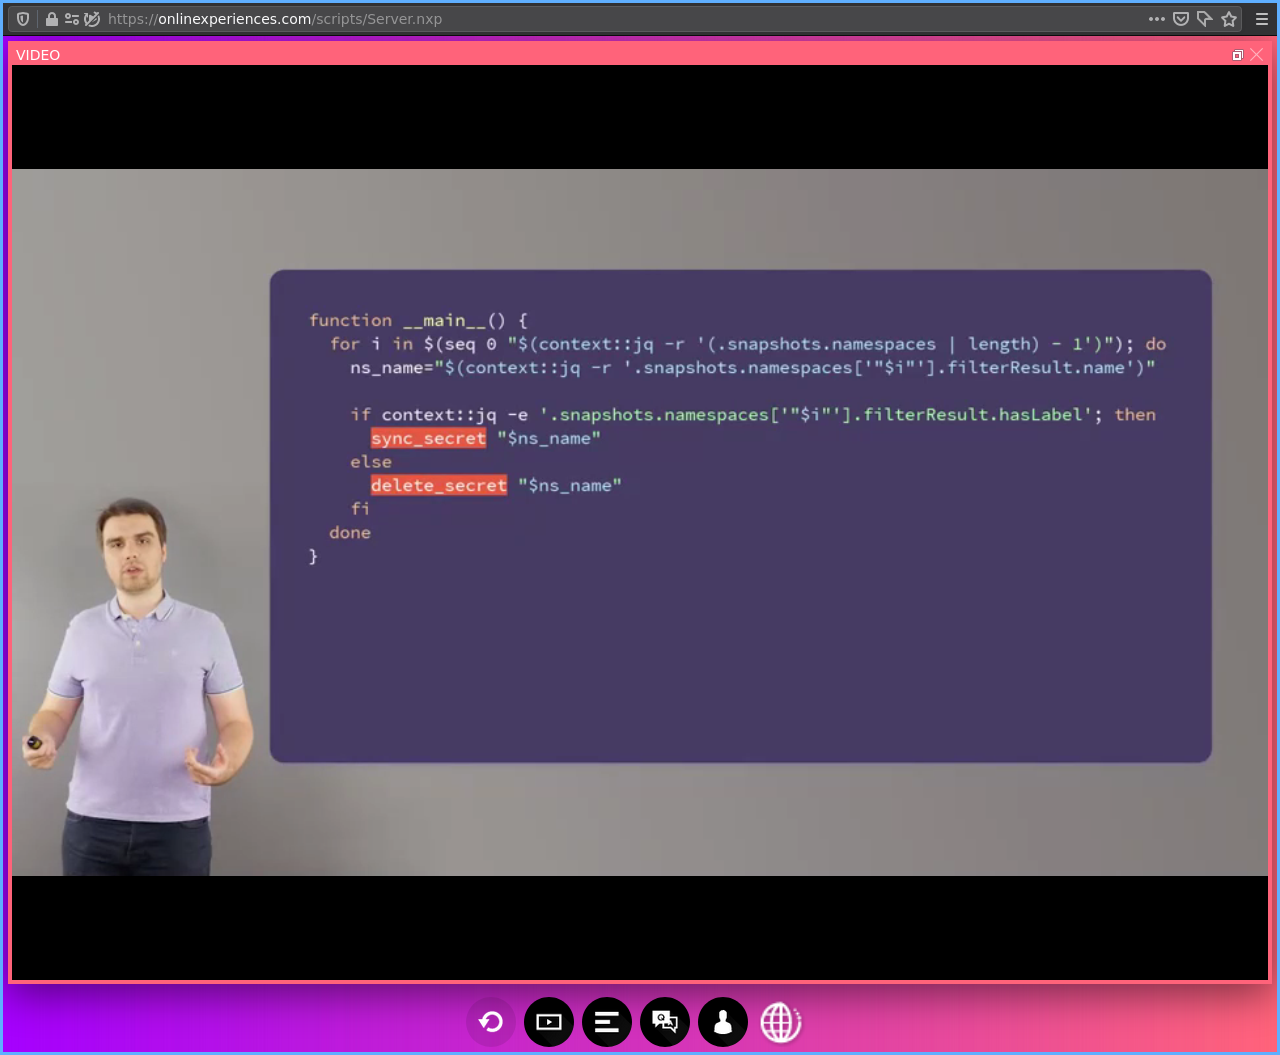 https://onlinexperiences.com/scripts/Server.nxp
VIDEO
function __main__() {
for i in $(seq 0 "$(context::jq -r '(.snapshots.namespaces | length) - 1')"); do
ns_name="$(context::jq -r '.snapshots.namespaces['"$i"'].filterResult.name')"
if context::jq -e '.snapshots.namespaces['"$i"'].filterResult.hasLabel'; then
sync_secret "$ns_name"
else
delete_secret "$ns_name"
fi
done
}